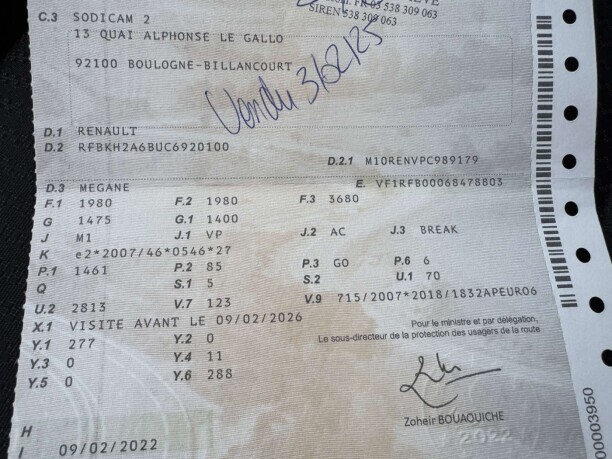 SIREN 538 309 063
C.3 SODICAM 2
13 QUAI ALPHONSE LE GALLO
92100 BOULOGNE-BILLANCOURT
Vendu 3/02/25
D.1 RENAULT
D.2 RFBKH2A6BUC6920100
D.2.1 M10RENVPC989179
D.3 MEGANE E. VF1RFB00068478803
F.1 1980 F.2 1980 F.3 3680
G 1475 G.1 1400
J M1 J.1 VP J.2 AC J.3 BREAK
K e2*2007/46*0546*27
P.1 1461 P.2 85 P.3 GO P.6 6
Q S.1 5 S.2 U.1 70
U.2 2813 V.7 123 V.9 715/2007*2018/1832APEURO6
X.1 VISITE AVANT LE 09/02/2026
Pour le ministre et par délégation,
Le sous-directeur de la protection des usagers de la route
Y.1 277 Y.2 0
Y.3 0 Y.4 11
Y.5 0 Y.6 288
Zoheir BOUAOUICHE
2022
H
I 09/02/2022
00003950